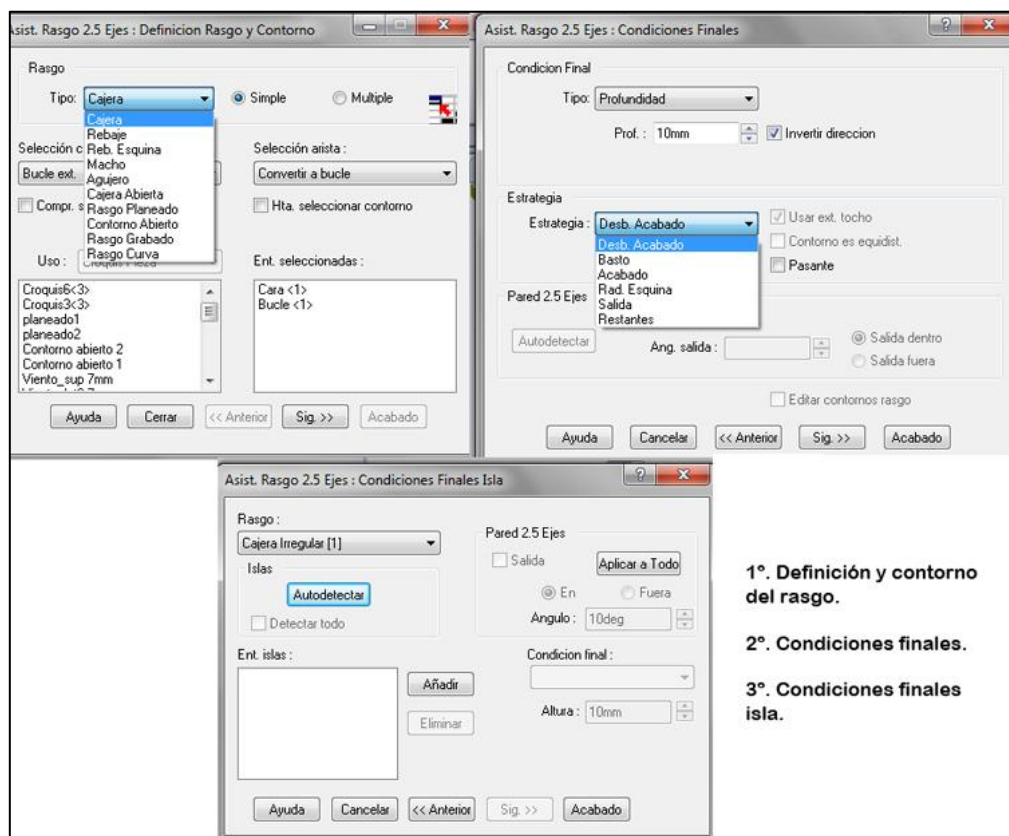 Asist. Rasgo 2.5 Ejes : Definicion Rasgo y Contorno
Rasgo
Tipo: Cajera
Simple
Multiple
Cajera
Rebaje
Reb. Esquina
Macho
Agujero
Cajera Abierta
Rasgo Planeado
Contorno Abierto
Rasgo Grabado
Rasgo Curva
Selección c
Bucle ext.
Compr. s
Selección arista :
Convertir a bucle
Hta. seleccionar contorno
Uso :
Croquis6<3>
Croquis3<3>
planeado1
planeado2
Contorno abierto 2
Contorno abierto 1
Viento_sup 7mm
Ent. seleccionadas :
Cara <1>
Bucle <1>
Ayuda
Cerrar
<< Anterior
Sig. >>
Acabado
Asist. Rasgo 2.5 Ejes : Condiciones Finales
Condicion Final
Tipo: Profundidad
Prof. : 10mm
Invertir direccion
Estrategia
Estrategia : Desb. Acabado
Desb. Acabado
Basto
Acabado
Rad. Esquina
Salida
Restantes
Usar ext. tocho
Contorno es equidist.
Pasante
Pared 2.5 Ejes
Autodetectar
Ang. salida :
Salida dentro
Salida fuera
Editar contornos rasgo
Ayuda
Cancelar
<< Anterior
Sig. >>
Acabado
Asist. Rasgo 2.5 Ejes : Condiciones Finales Isla
Rasgo :
Cajera Irregular [1]
Islas
Autodetectar
Detectar todo
Ent. islas :
Añadir
Eliminar
Pared 2.5 Ejes
Salida
Aplicar a Todo
En
Fuera
Angulo : 10deg
Condicion final :
Altura : 10mm
Ayuda
Cancelar
<< Anterior
Sig. >>
Acabado
1º. Definición y contorno
del rasgo.
2º. Condiciones finales.
3º. Condiciones finales
isla.